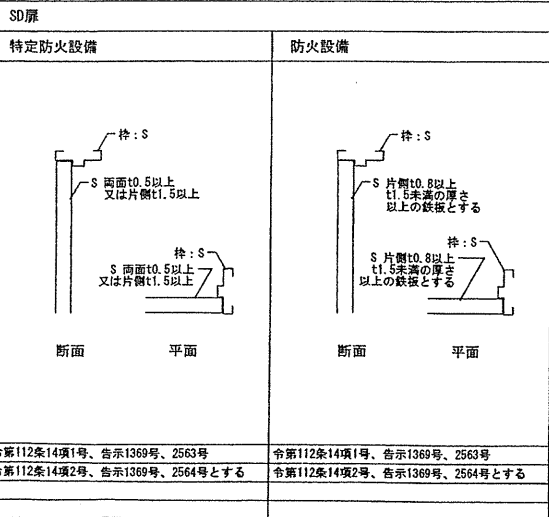 SD扉
特定防火設備
防火設備
枠：S
S 両面t0.5以上
又は片側t1.5以上
枠：S
S 両面t0.5以上
又は片側t1.5以上
断面
平面
枠：S
S 片側t0.8以上
t1.5未満の厚さ
以上の鉄板とする
枠：S
S 片側t0.8以上
t1.5未満の厚さ
以上の鉄板とする
断面
平面
令第112条14項1号、告示1369号、2563号
令第112条14項1号、告示1369号、2563号
令第112条14項2号、告示1369号、2564号とする
令第112条14項2号、告示1369号、2564号とする